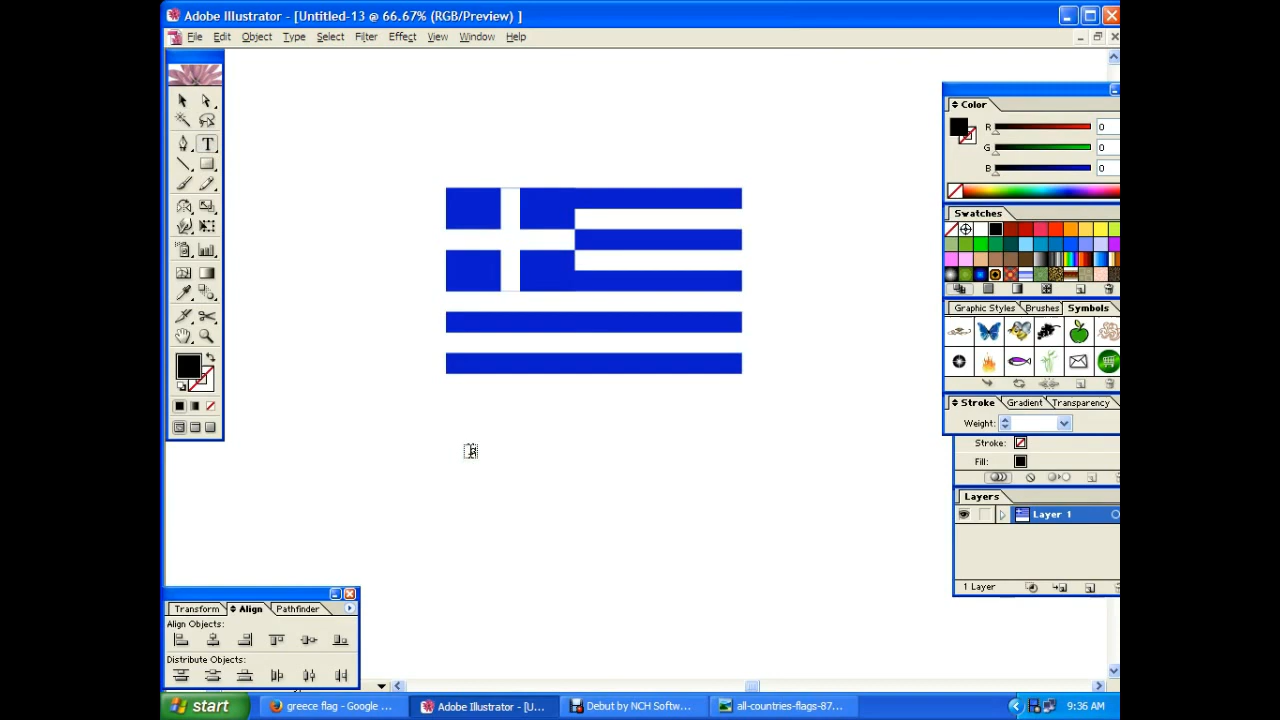 Adobe Illustrator - [Untitled-13 @ 66.67% (RGB/Preview) ]
File Edit Object Type Select Filter Effect View Window Help
Color
R 0
G 0
B 0
Swatches
Graphic Styles Brushes Symbols
Stroke Gradient Transparency
Weight:
Stroke:
Fill:
Layers
Layer 1
1 Layer
Transform Align Pathfinder
Align Objects:
Distribute Objects:
start greece flag - Google ... Adobe Illustrator - [U... Debut by NCH Softw... all-countries-flags-87... 9:36 AM